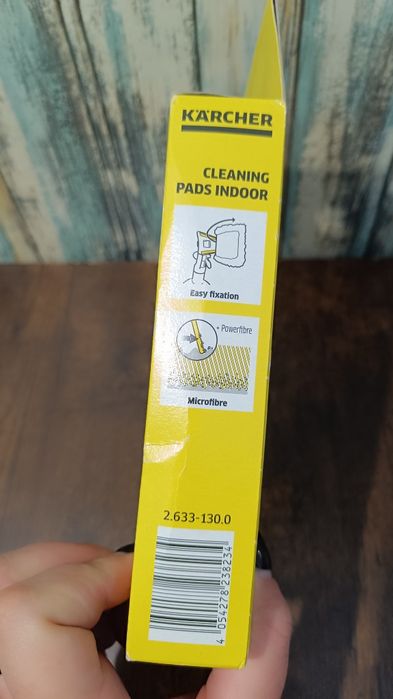 KÄRCHER
CLEANING
PADS INDOOR
Easy fixation
+ Powerfibre
Microfibre
2.633-130.0
4 054278 238234